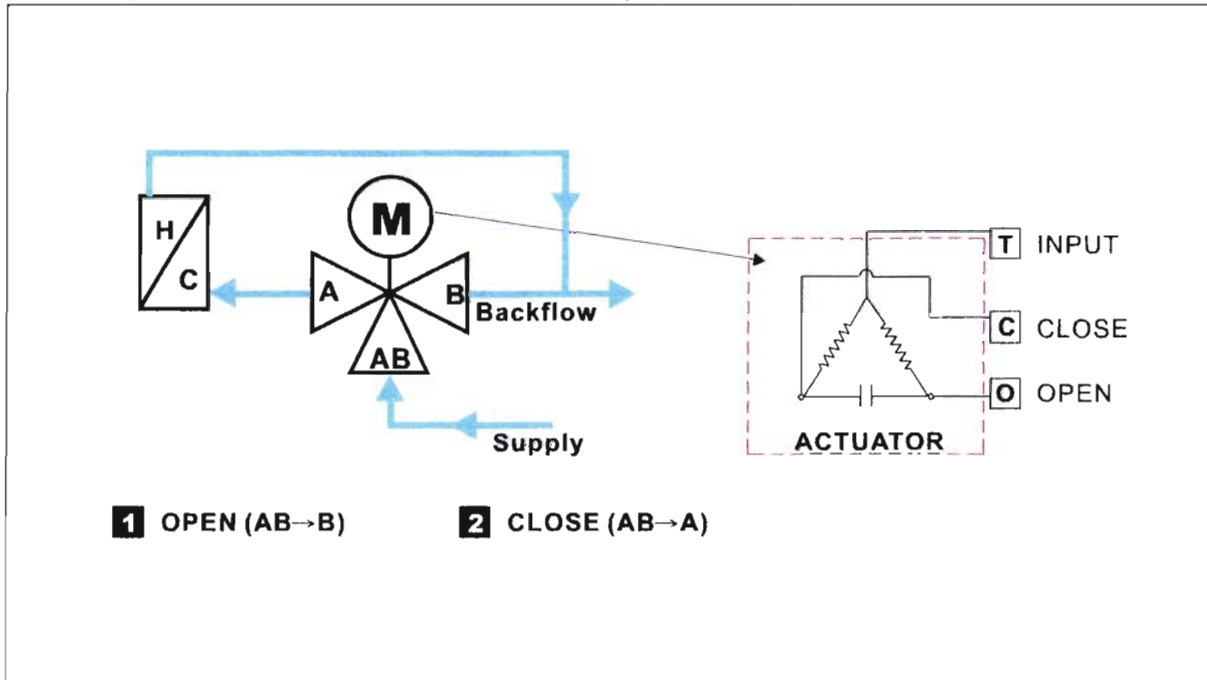 M
H
C
A
B
Backflow
AB
Supply
T INPUT
C CLOSE
O OPEN
ACTUATOR
1 OPEN (AB→B)
2 CLOSE (AB→A)